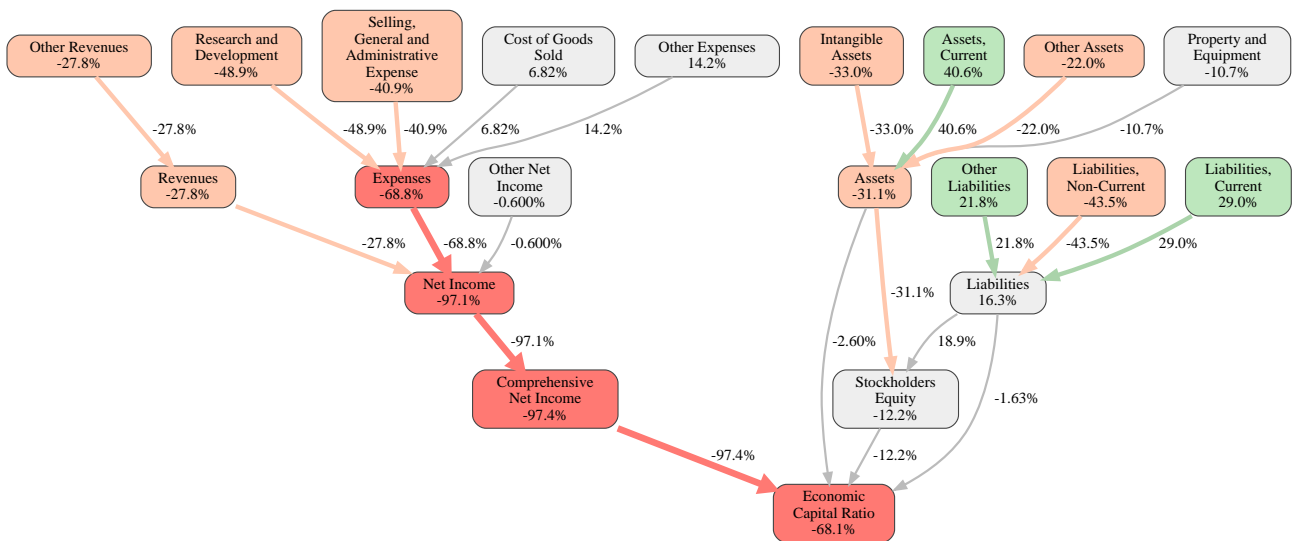 Other Revenues
-27.8%
Research and
Development
-48.9%
Selling,
General and
Administrative
Expense
-40.9%
Cost of Goods
Sold
6.82%
Other Expenses
14.2%
Intangible
Assets
-33.0%
Assets,
Current
40.6%
Other Assets
-22.0%
Property and
Equipment
-10.7%
-27.8%
-48.9%
-40.9%
6.82%
14.2%
-33.0%
40.6%
-22.0%
-10.7%
Revenues
-27.8%
Expenses
-68.8%
Other Net
Income
-0.600%
Assets
-31.1%
Other
Liabilities
21.8%
Liabilities,
Non-Current
-43.5%
Liabilities,
Current
29.0%
-27.8%
-68.8%
-0.600%
21.8%
-43.5%
29.0%
Net Income
-97.1%
-31.1%
Liabilities
16.3%
-97.1%
-2.60%
18.9%
Comprehensive
Net Income
-97.4%
Stockholders
Equity
-12.2%
-1.63%
-97.4%
-12.2%
Economic
Capital Ratio
-68.1%